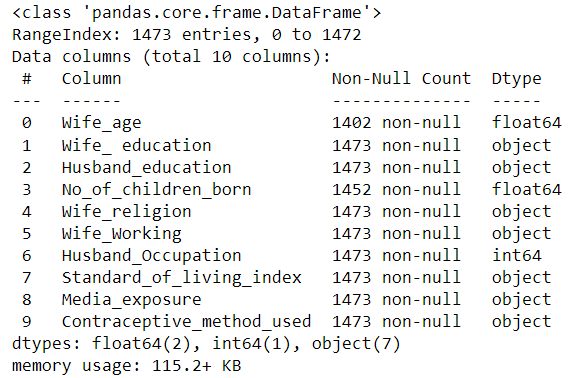 <class 'pandas.core.frame.DataFrame'>
RangeIndex: 1473 entries, 0 to 1472
Data columns (total 10 columns):
 #   Column                    Non-Null Count  Dtype
---  ------                    --------------  -----
 0   Wife_age                  1402 non-null   float64
 1   Wife_ education           1473 non-null   object
 2   Husband_education         1473 non-null   object
 3   No_of_children_born       1452 non-null   float64
 4   Wife_religion             1473 non-null   object
 5   Wife_Working              1473 non-null   object
 6   Husband_Occupation        1473 non-null   int64
 7   Standard_of_living_index  1473 non-null   object
 8   Media_exposure            1473 non-null   object
 9   Contraceptive_method_used 1473 non-null   object
dtypes: float64(2), int64(1), object(7)
memory usage: 115.2+ KB